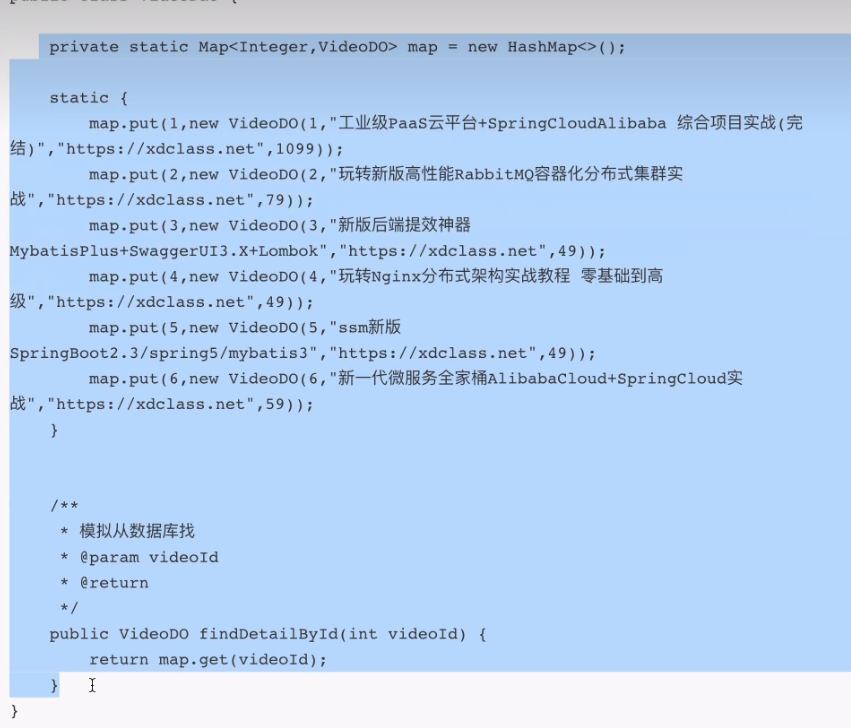 private static Map<Integer,VideoDO> map = new HashMap<>();
    static {
        map.put(1,new VideoDO(1,"工业级PaaS云平台+SpringCloudAlibaba 综合项目实战(完
结)","https://xdclass.net",1099));
        map.put(2,new VideoDO(2,"玩转新版高性能RabbitMQ容器化分布式集群实
战","https://xdclass.net",79));
        map.put(3,new VideoDO(3,"新版后端提效神器
MybatisPlus+SwaggerUI3.X+Lombok","https://xdclass.net",49));
        map.put(4,new VideoDO(4,"玩转Nginx分布式架构实战教程 零基础到高
级","https://xdclass.net",49));
        map.put(5,new VideoDO(5,"ssm新版
SpringBoot2.3/spring5/mybatis3","https://xdclass.net",49));
        map.put(6,new VideoDO(6,"新一代微服务全家桶AlibabaCloud+SpringCloud实
战","https://xdclass.net",59));
    }
    /**
     * 模拟从数据库找
     * @param videoId
     * @return
     */
    public VideoDO findDetailById(int videoId) {
        return map.get(videoId);
    }
}